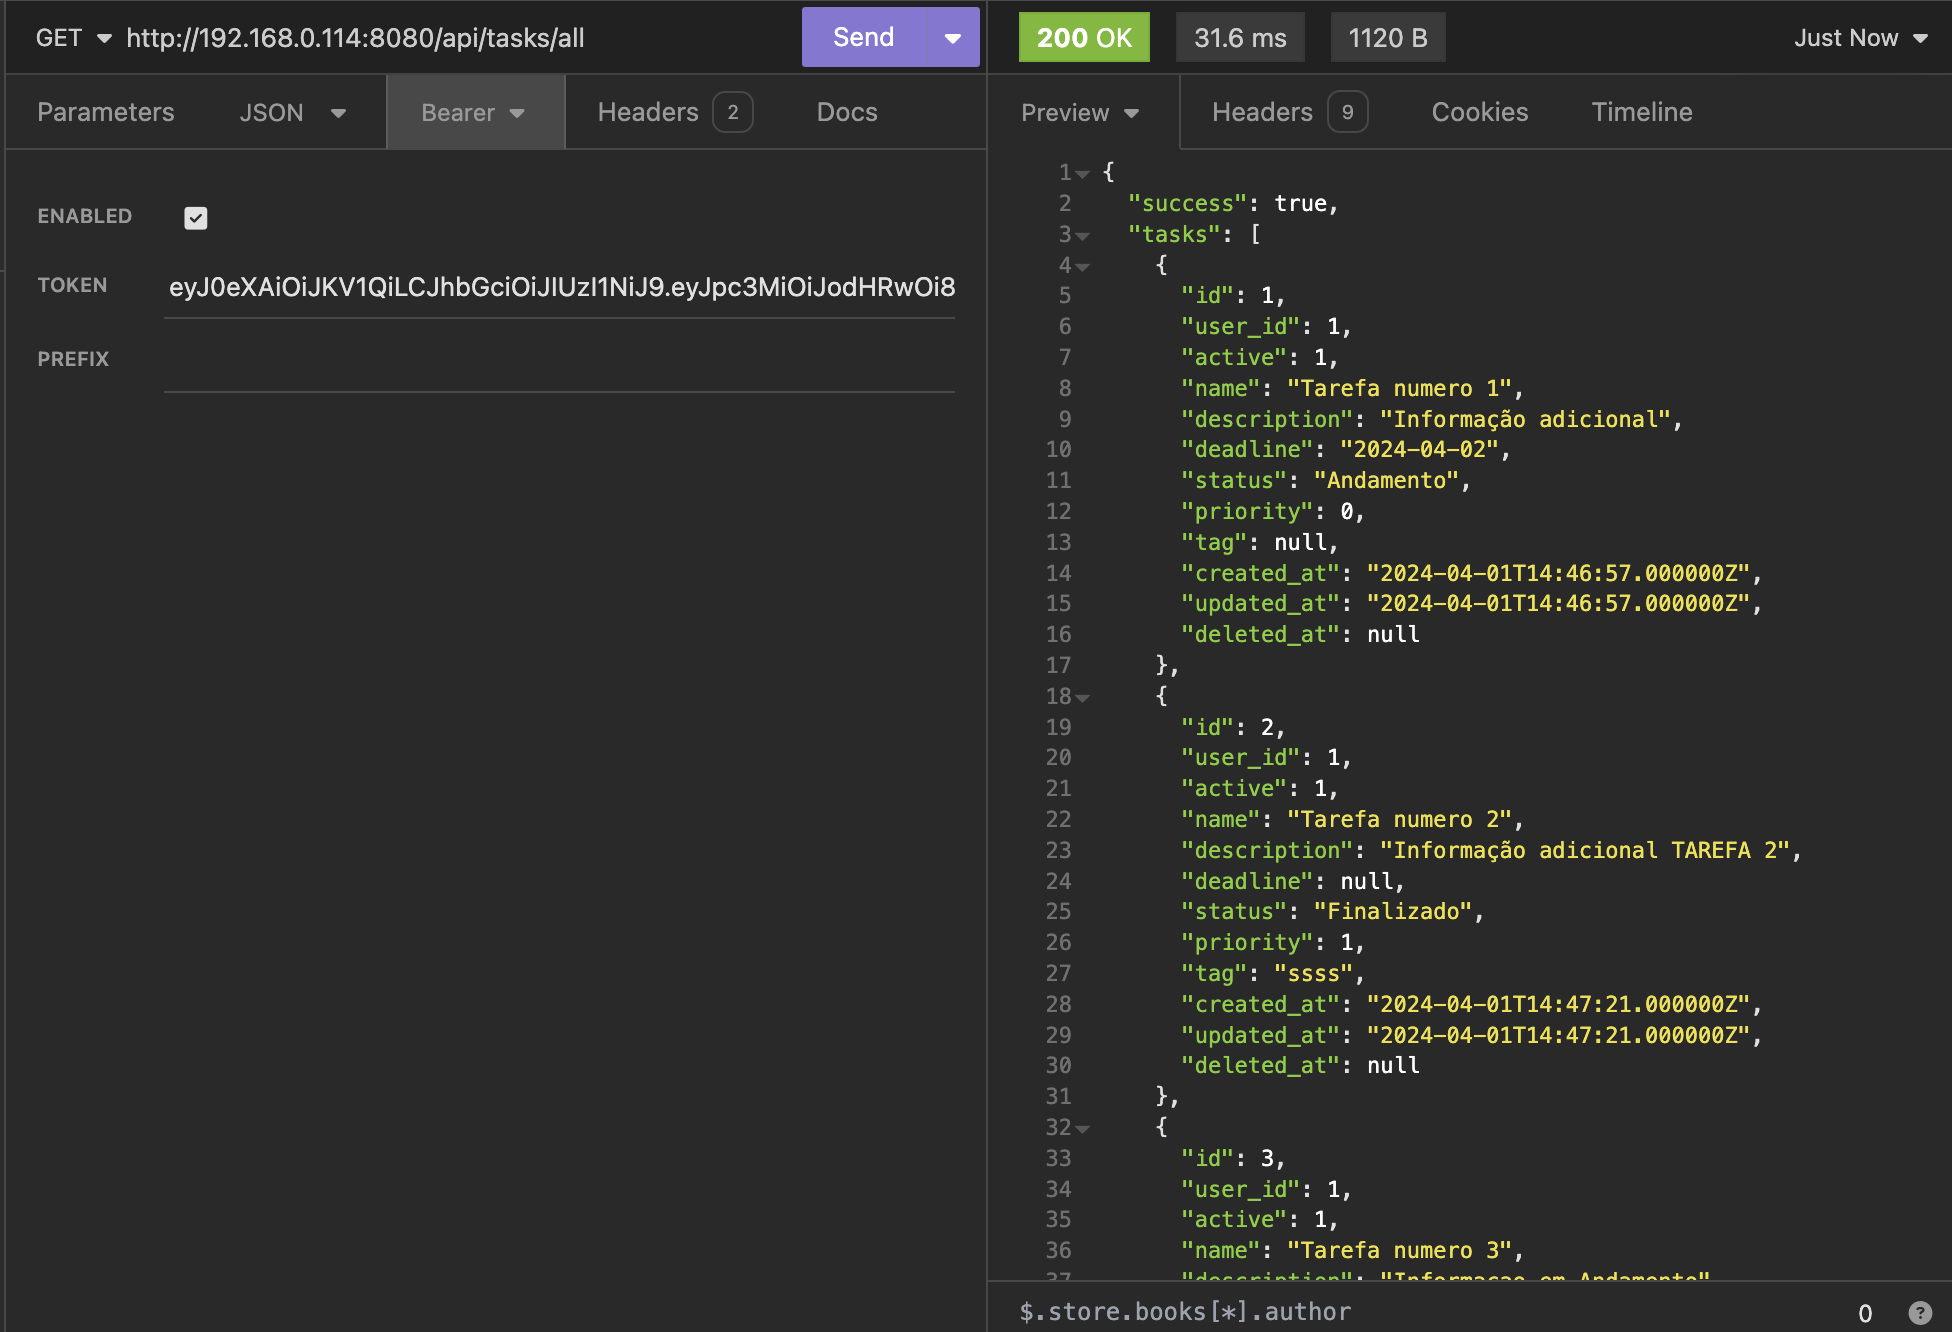 GET http://192.168.0.114:8080/api/tasks/all Send
Parameters JSON Bearer Headers 2 Docs
ENABLED
TOKEN eyJ0eXAiOiJKV1QiLCJhbGciOiJIUzI1NiJ9.eyJpc3MiOiJodHRwOi8
PREFIX
200 OK 31.6 ms 1120 B Just Now
Preview Headers 9 Cookies Timeline
1 {
2 "success": true,
3 "tasks": [
4 {
5 "id": 1,
6 "user_id": 1,
7 "active": 1,
8 "name": "Tarefa numero 1",
9 "description": "Informação adicional",
10 "deadline": "2024-04-02",
11 "status": "Andamento",
12 "priority": 0,
13 "tag": null,
14 "created_at": "2024-04-01T14:46:57.000000Z",
15 "updated_at": "2024-04-01T14:46:57.000000Z",
16 "deleted_at": null
17 },
18 {
19 "id": 2,
20 "user_id": 1,
21 "active": 1,
22 "name": "Tarefa numero 2",
23 "description": "Informação adicional TAREFA 2",
24 "deadline": null,
25 "status": "Finalizado",
26 "priority": 1,
27 "tag": "ssss",
28 "created_at": "2024-04-01T14:47:21.000000Z",
29 "updated_at": "2024-04-01T14:47:21.000000Z",
30 "deleted_at": null
31 },
32 {
33 "id": 3,
34 "user_id": 1,
35 "active": 1,
36 "name": "Tarefa numero 3",
37 "description": "Informacao em Andamento"
$.store.books[*].author 0 ?